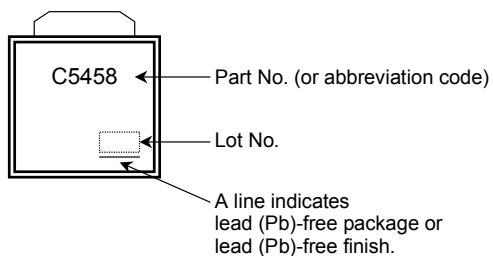 C5458
Part No. (or abbreviation code)
Lot No.
A line indicates
lead (Pb)-free package or
lead (Pb)-free finish.